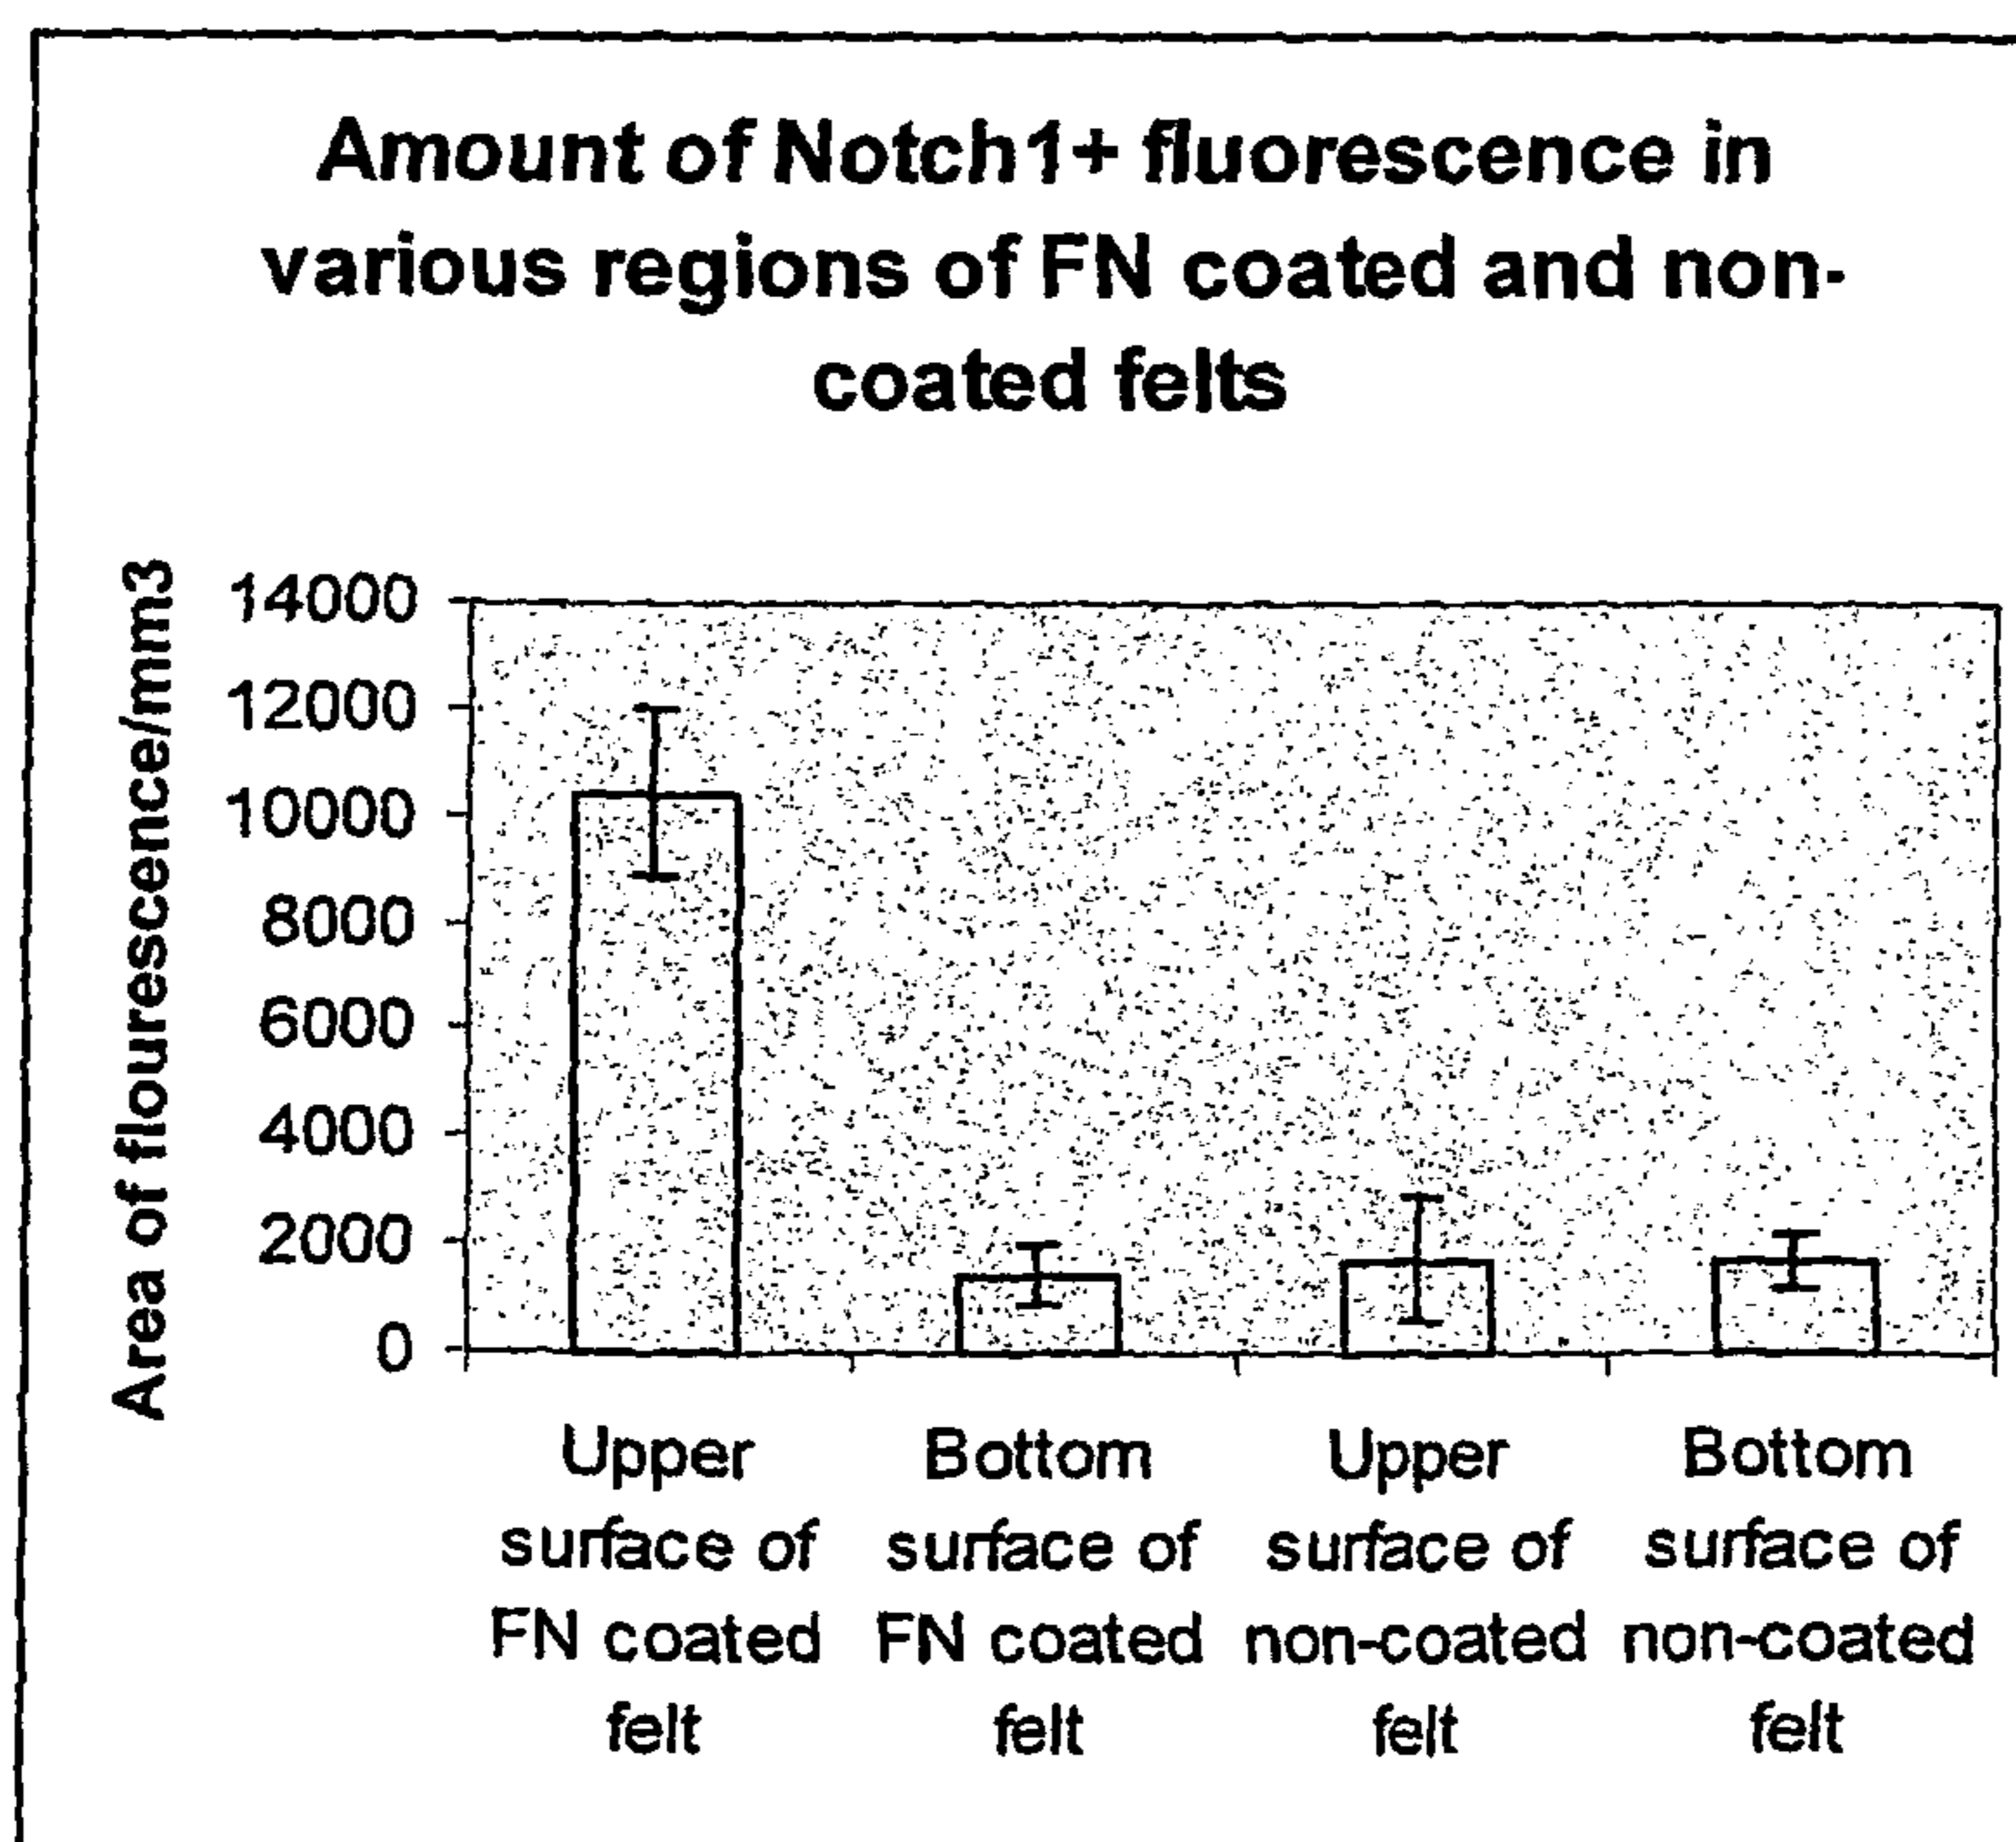 Amount of Notch1+ fluorescence in
various regions of FN coated and non-
coated felts
Area of flourescence/mm3
14000
12000
10000
8000
6000
4000
2000
0
Upper
surface of
FN coated
felt
Bottom
surface of
FN coated
felt
Upper
surface of
non-coated
felt
Bottom
surface of
non-coated
felt